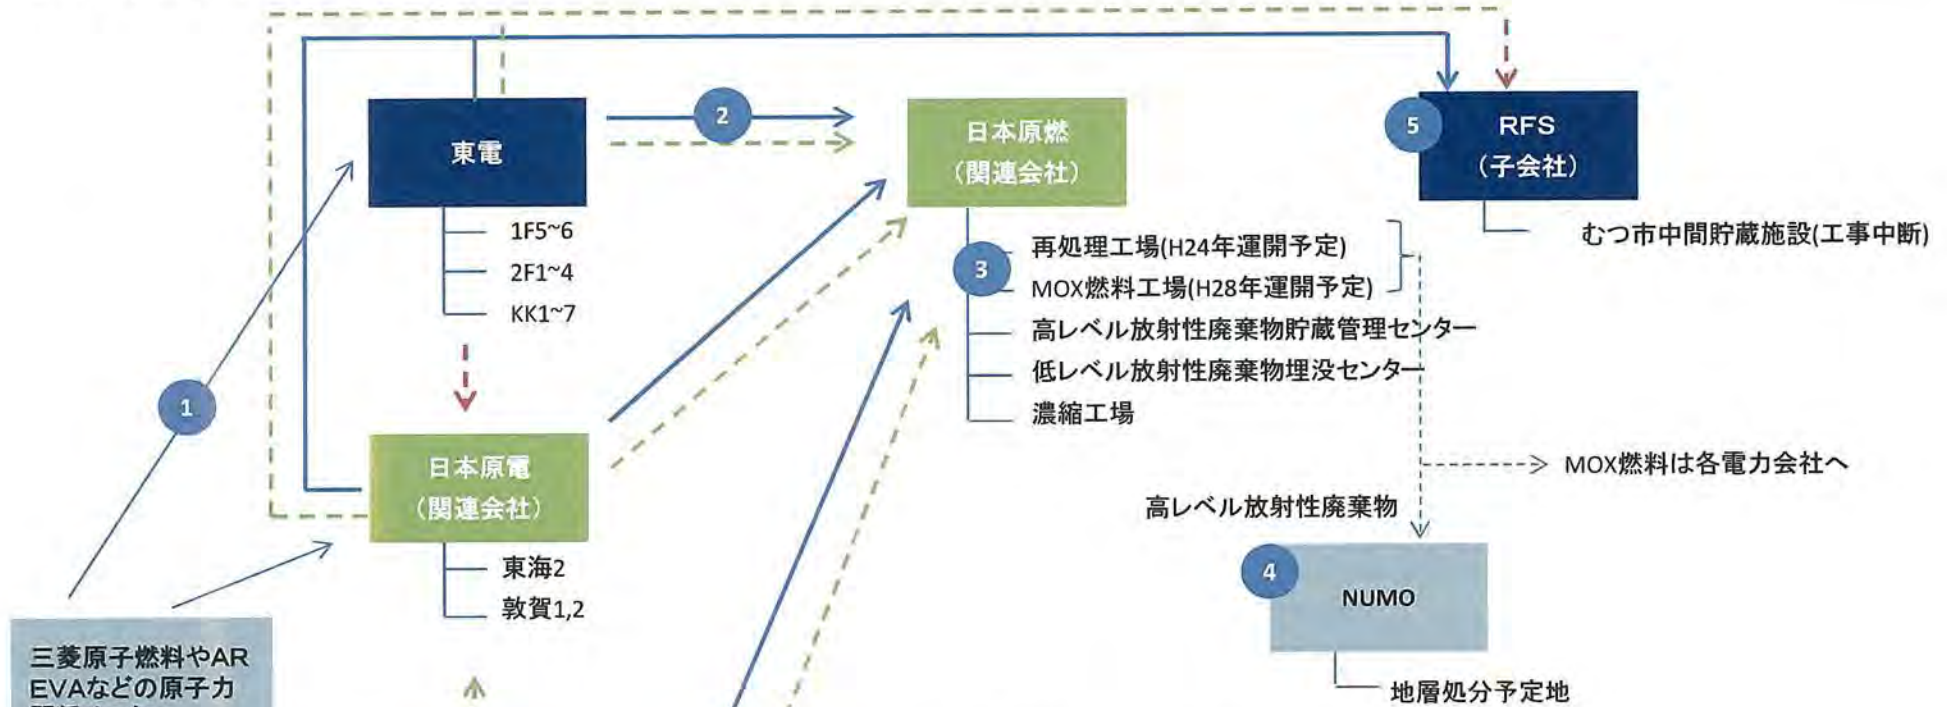 東電
1F5~6
2F1~4
KK1~7
1
2
日本原燃
(関連会社)
3
再処理工場(H24年運開予定)
MOX燃料工場(H28年運開予定)
高レベル放射性廃棄物貯蔵管理センター
低レベル放射性廃棄物埋没センター
濃縮工場
5
RFS
(子会社)
むつ市中間貯蔵施設(工事中断)
日本原電
(関連会社)
東海2
敦賀1,2
MOX燃料は各電力会社へ
高レベル放射性廃棄物
4
NUMO
地層処分予定地
三菱原子燃料やAR
EVAなどの原子力